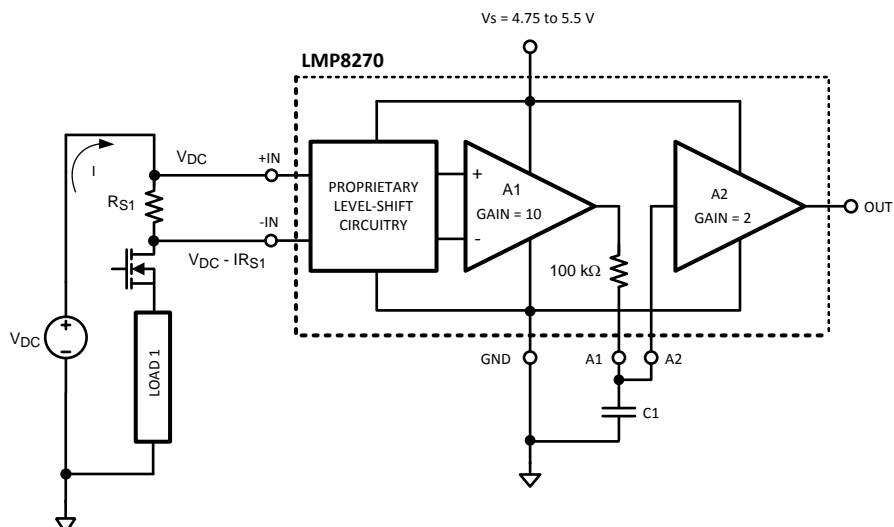 Vs = 4.75 to 5.5 V
LMP8270
I
VDC
+IN
RS1
-IN
VDC - IRS1
PROPRIETARY
LEVEL-SHIFT
CIRCUITRY
+
-
A1
GAIN = 10
A2
GAIN = 2
OUT
100 kΩ
+
−
VDC
LOAD 1
GND
A1
A2
C1